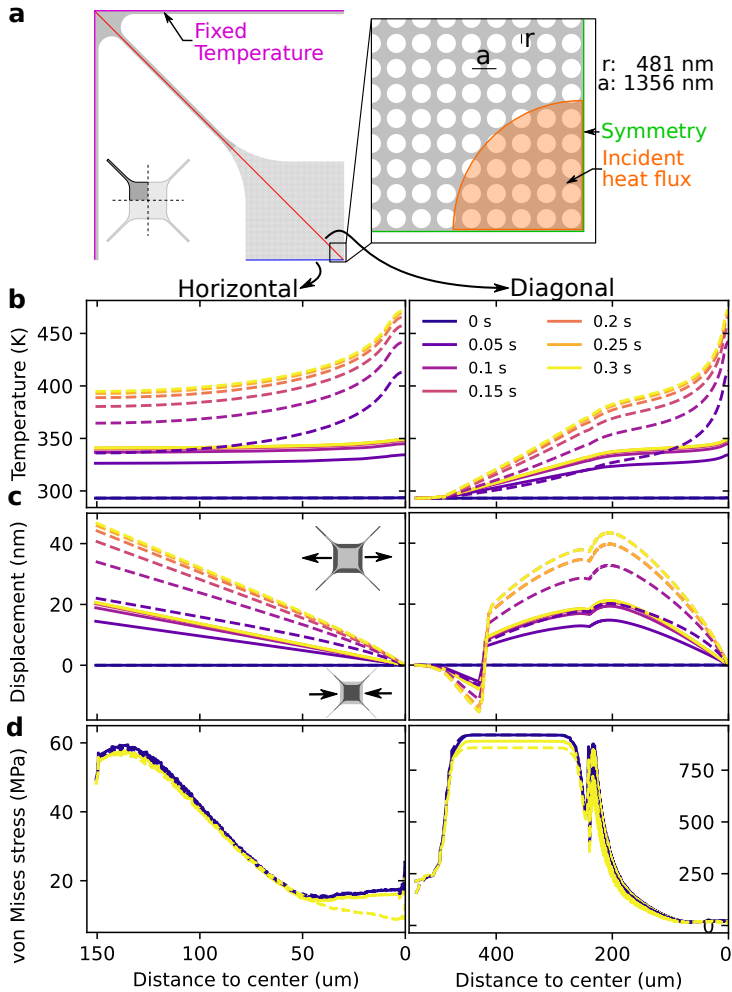 a
Fixed
Temperature
r
a
r: 481 nm
a: 1356 nm
Symmetry
Incident
heat flux
Horizontal
Diagonal
b
Temperature (K)
450
400
350
300
0 s
0.05 s
0.1 s
0.15 s
0.2 s
0.25 s
0.3 s
c
Displacement (nm)
40
20
0
d
von Mises stress (MPa)
60
40
20
750
500
250
0
150
100
50
0
400
200
0
Distance to center (um)
Distance to center (um)